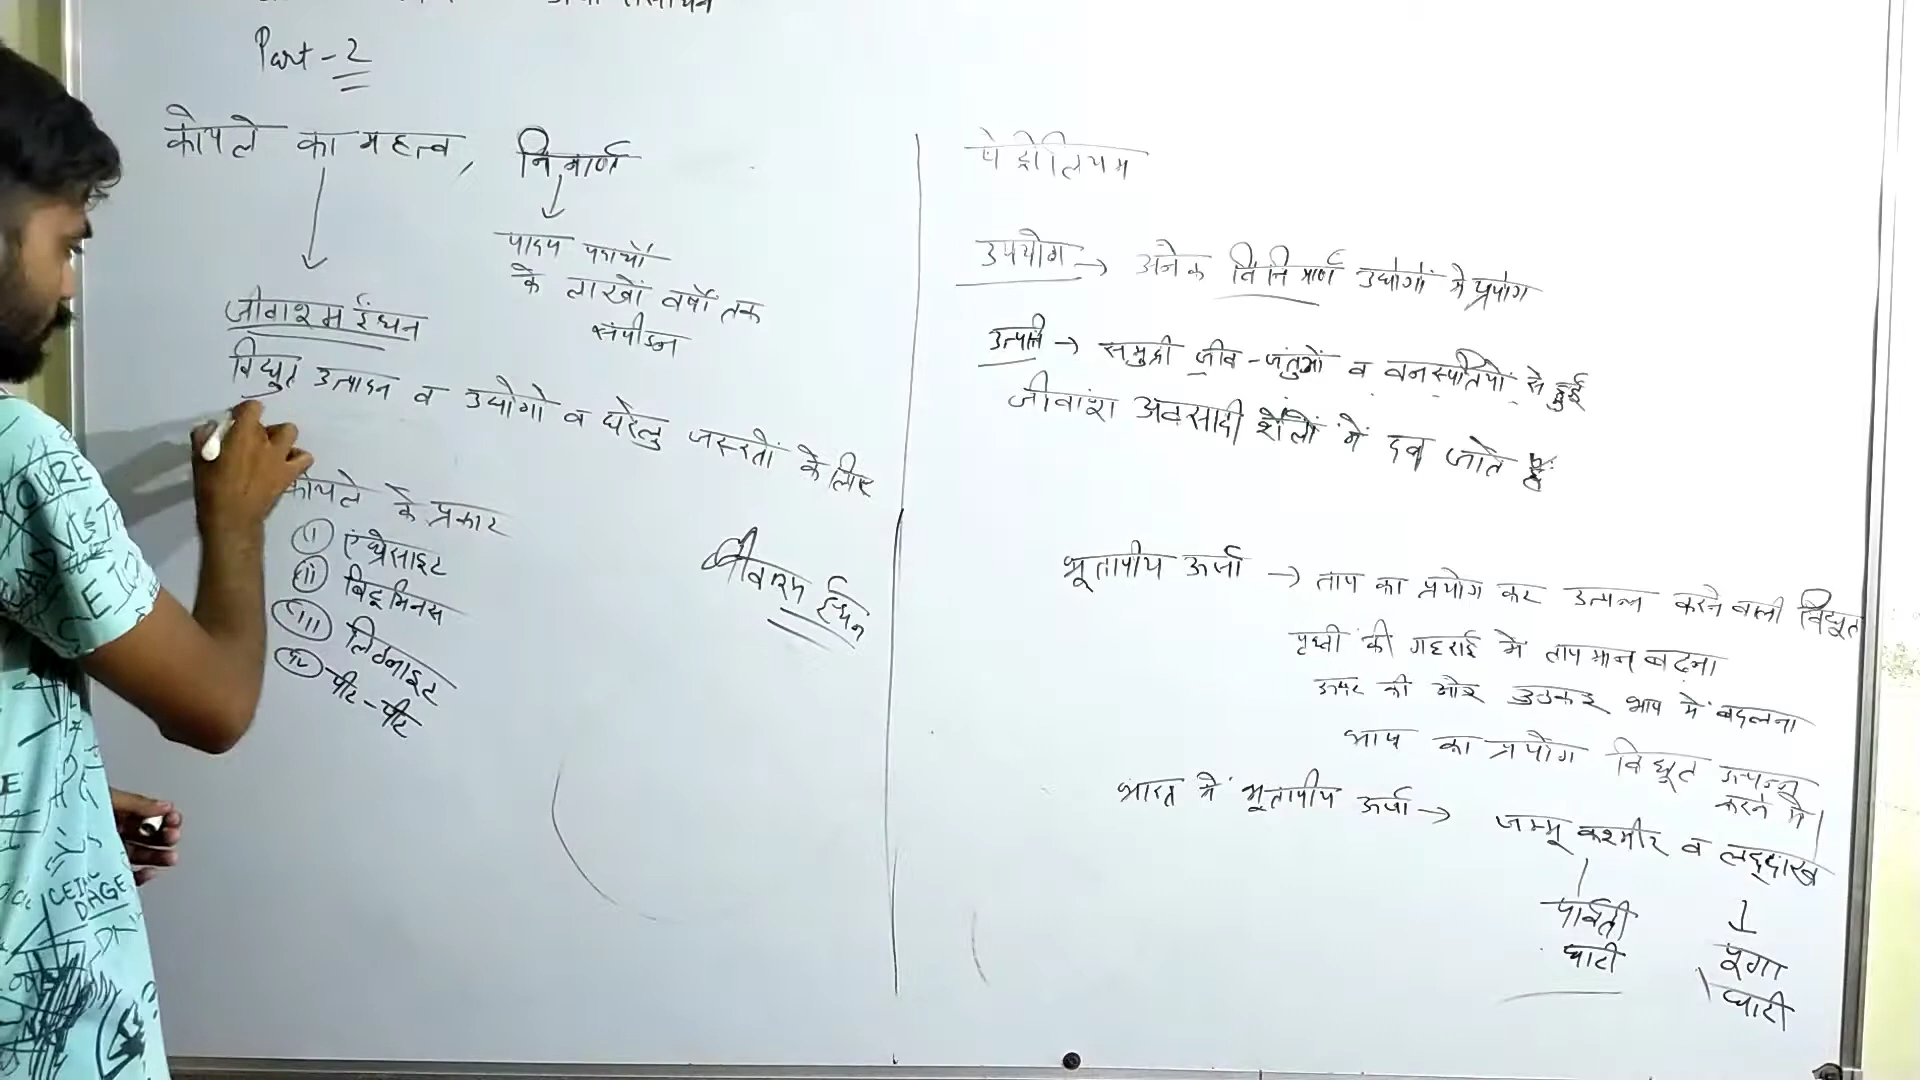 Part - 2
कोयले का महत्व,
निर्माण
पादप पदार्थों
के लाखों वर्षों तक
संपीडन
जीवाश्म ईंधन
विद्युत उत्पादन व उद्योगो व घरेलु जरूरतों के लिए
कोयले के प्रकार
(i) एंथ्रेसाइट
(ii) बिटूमिनस
(iii) लिग्नाइट
(iv) पीट-पीट
जीवाश्म ईंधन
पेट्रोलियम
उपयोग → अनेक विनिर्माण उद्योगों मे प्रयोग
उत्पति → समुद्री जीव-जंतुओं व वनस्पतियों से हुई
जीवांश अवसादी शैलों में दब जाते है
भूतापीय ऊर्जा → ताप का प्रयोग कर उत्पन्न करने वाली विद्युत
पृथ्वी की गहराई में तापमान बढ़ना
ऊपर की ओर उठकर भाप में बदलना
भाप का प्रयोग विद्युत उत्पन्न
करने में।
भारत में भूतापीय ऊर्जा → जम्मू कश्मीर व लद्दाख
पार्वती
घाटी
पूगा
घाटी